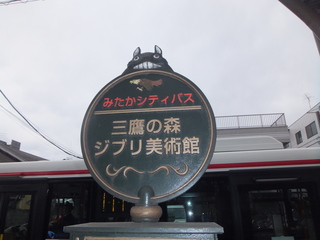 みたかシティバス
三鷹の森
ジブリ美術館